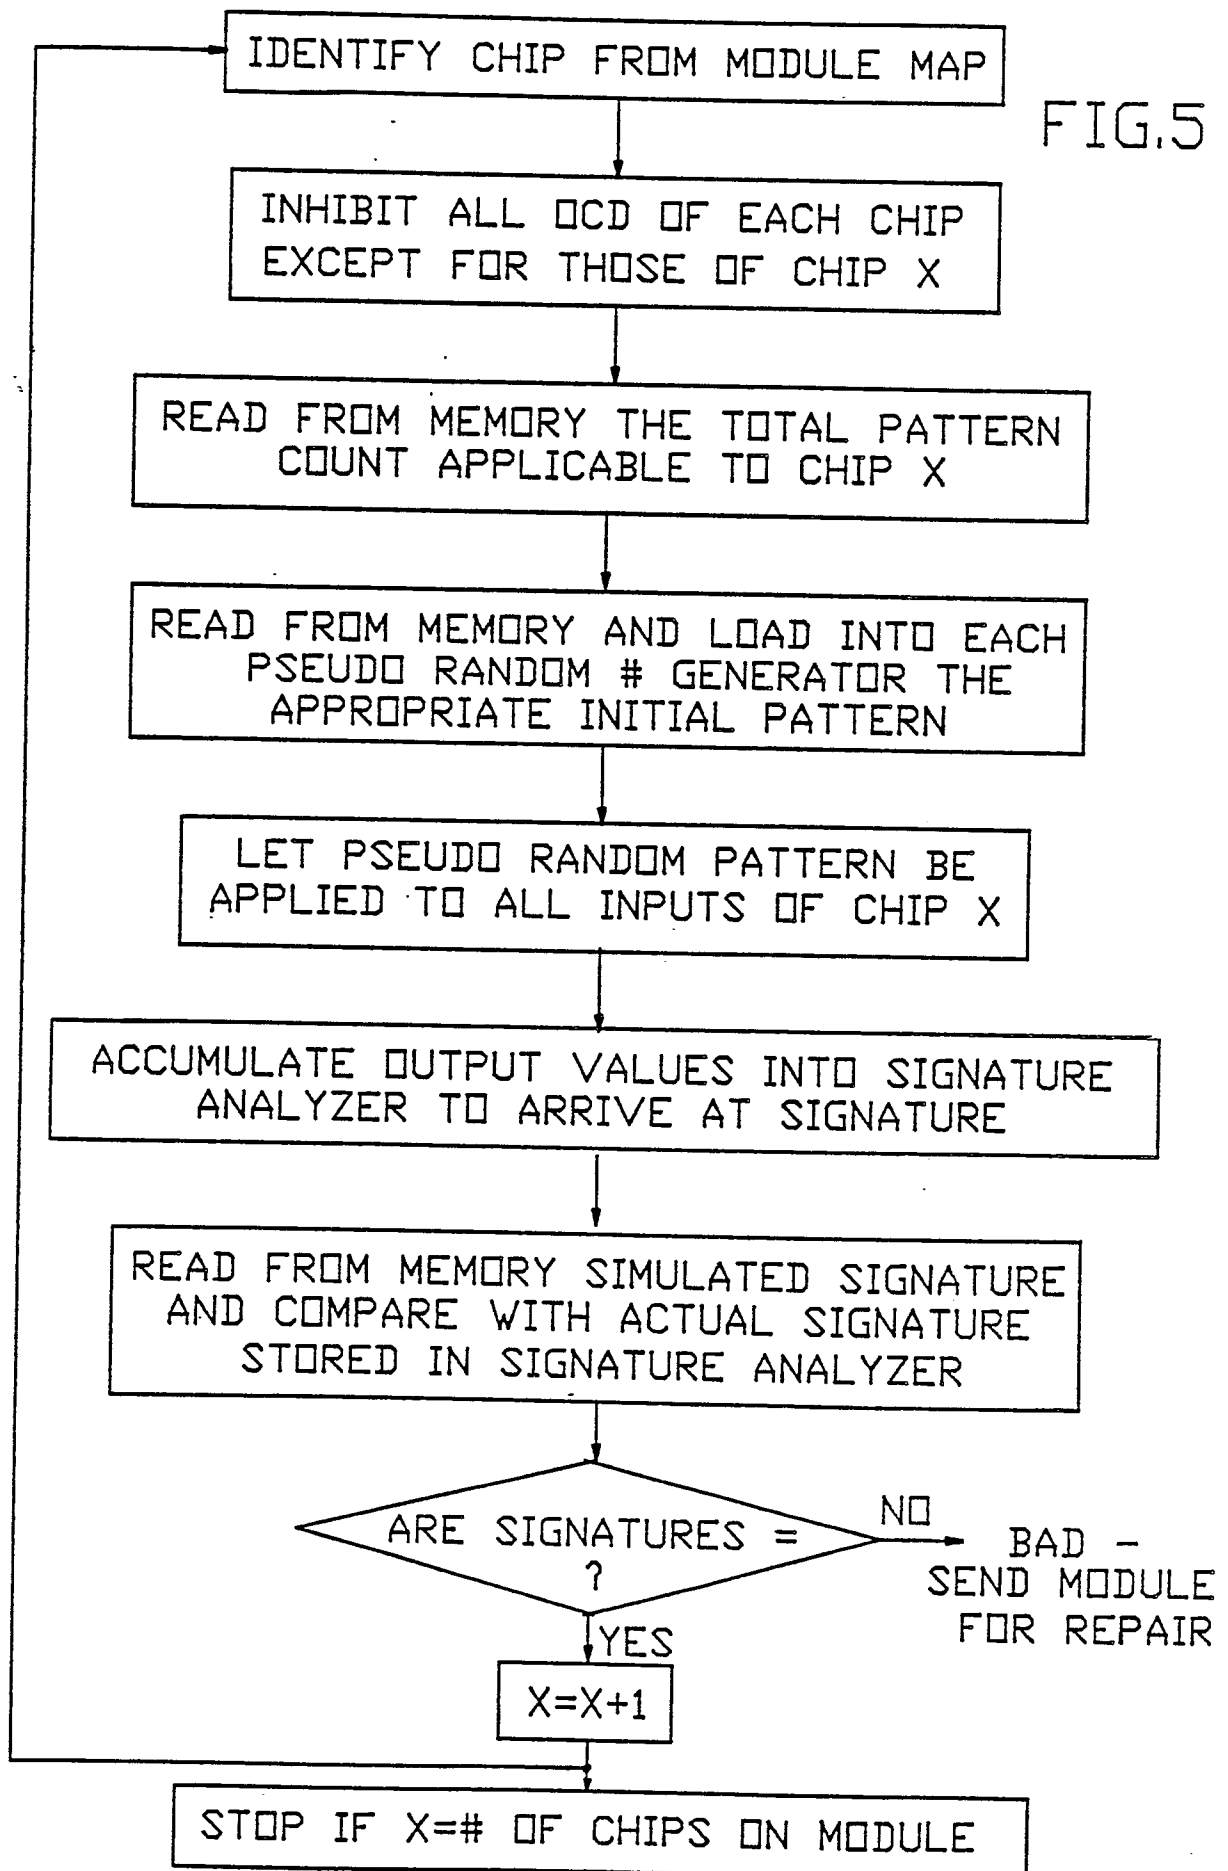 IDENTIFY CHIP FROM MODULE MAP
FIG.5
INHIBIT ALL OCD OF EACH CHIP
EXCEPT FOR THOSE OF CHIP X
READ FROM MEMORY THE TOTAL PATTERN
COUNT APPLICABLE TO CHIP X
READ FROM MEMORY AND LOAD INTO EACH
PSEUDO RANDOM # GENERATOR THE
APPROPRIATE INITIAL PATTERN
LET PSEUDO RANDOM PATTERN BE
APPLIED TO ALL INPUTS OF CHIP X
ACCUMULATE OUTPUT VALUES INTO SIGNATURE
ANALYZER TO ARRIVE AT SIGNATURE
READ FROM MEMORY SIMULATED SIGNATURE
AND COMPARE WITH ACTUAL SIGNATURE
STORED IN SIGNATURE ANALYZER
ARE SIGNATURES =
?
NO
BAD -
SEND MODULE
FOR REPAIR
YES
X=X+1
STOP IF X=# OF CHIPS ON MODULE